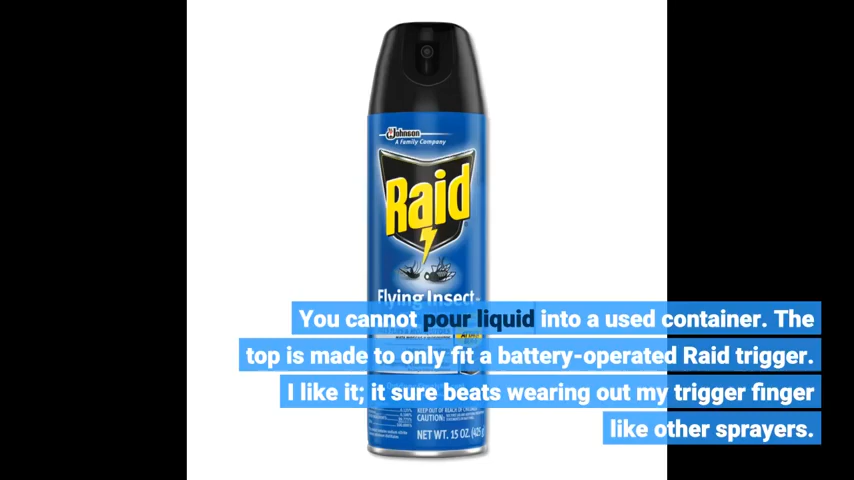 SC Johnson
A Family Company
Raid
Flying Insect
You cannot pour liquid into a used container. The
top is made to only fit a battery-operated Raid trigger.
I like it; it sure beats wearing out my trigger finger
like other sprayers.
KEEP OUT OF REACH OF CHILDREN
CAUTION:
NET WT. 15 OZ. (425 g)